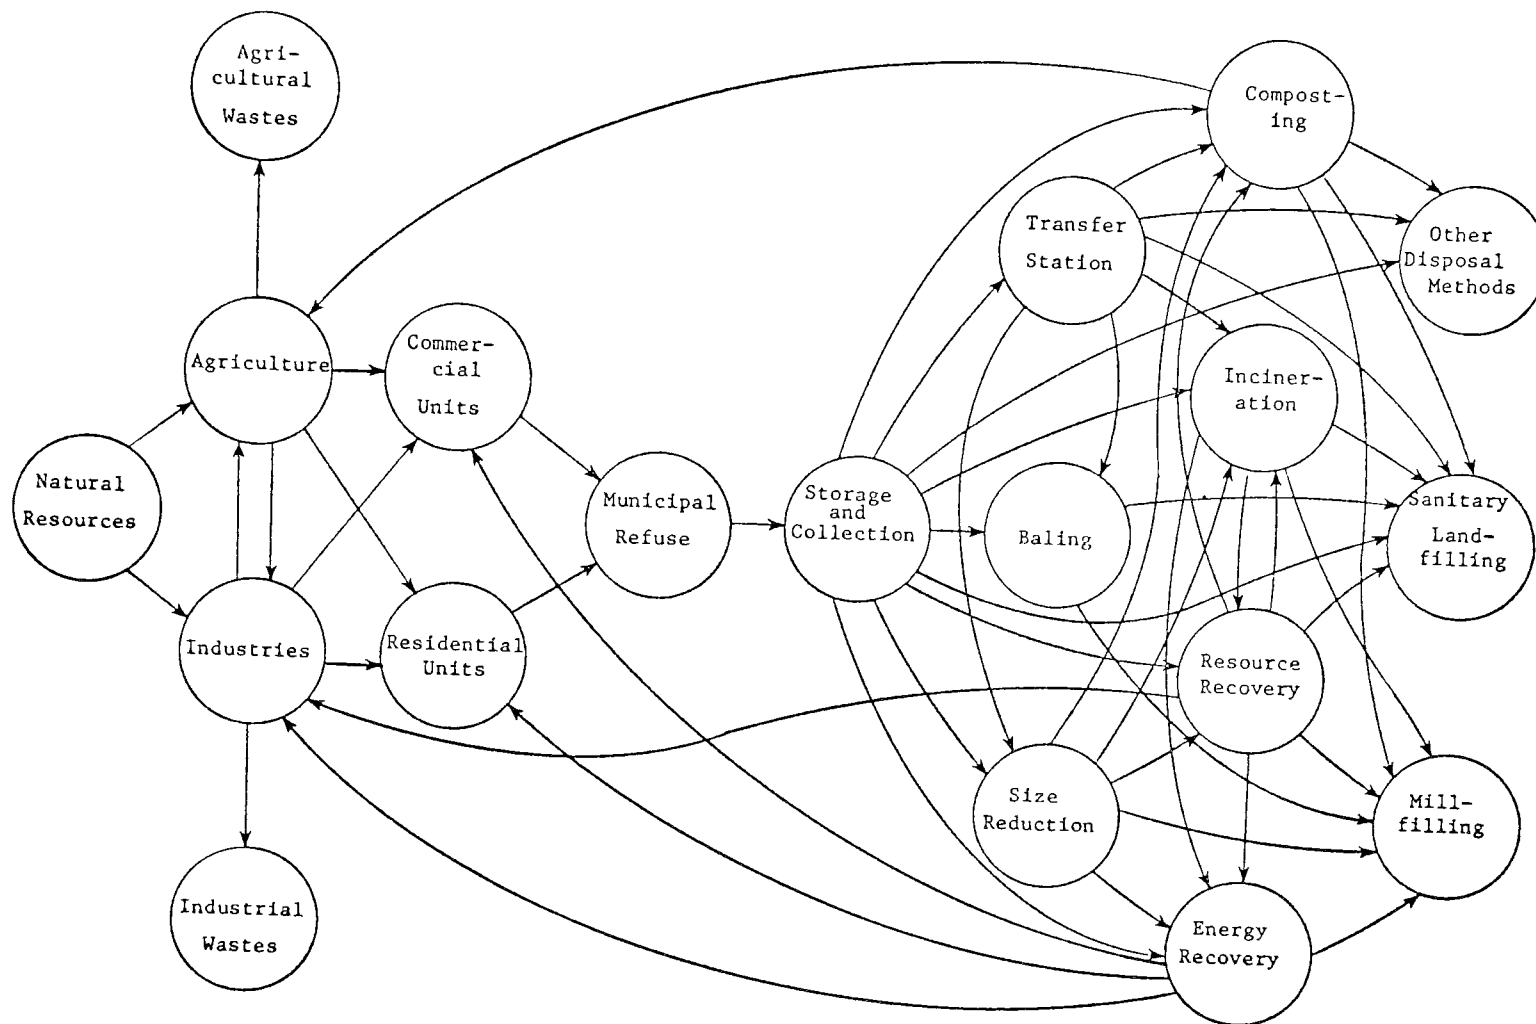 Agri-
cultural
Wastes
Compost-
ing
Transfer
Station
Other
Disposal
Methods
Agriculture
Commer-
cial
Units
Inciner-
ation
Natural
Resources
Municipal
Refuse
Storage
and
Collection
Baling
Sanitary
Land-
filling
Industries
Residential
Units
Resource
Recovery
Size
Reduction
Mill-
filling
Industrial
Wastes
Energy
Recovery